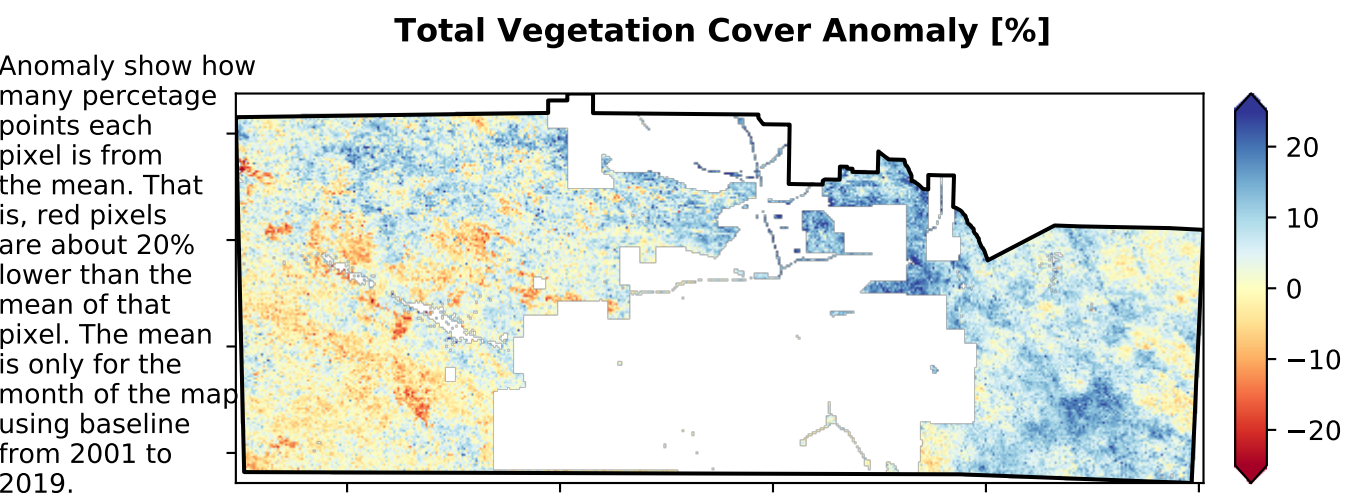 Total Vegetation Cover Anomaly [%]
Anomaly show how
many percetage
points each
pixel is from
the mean. That
is, red pixels
are about 20%
lower than the
mean of that
pixel. The mean
is only for the
month of the map
using baseline
from 2001 to
2019.
20
10
0
−10
−20